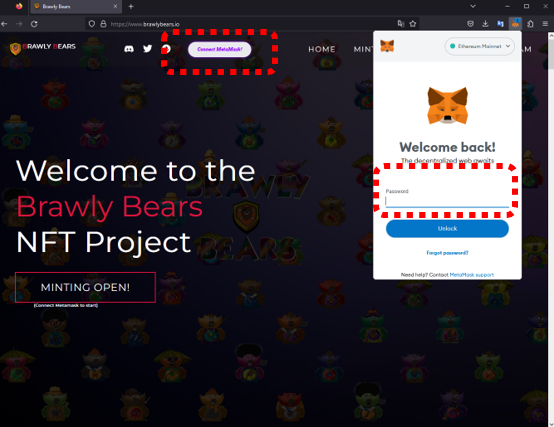 Brawly Bears
https://www.brawlybears.io
BRAWLY BEARS
Connect MetaMask!
HOME
MINT
AM
Ethereum Mainnet
Welcome back!
The decentralized web awaits
Password
Unlock
Forgot password?
Need help? Contact MetaMask support
Welcome to the
Brawly Bears
NFT Project
MINTING OPEN!
(Connect Metamask to start)
BRAWLY
BEARS